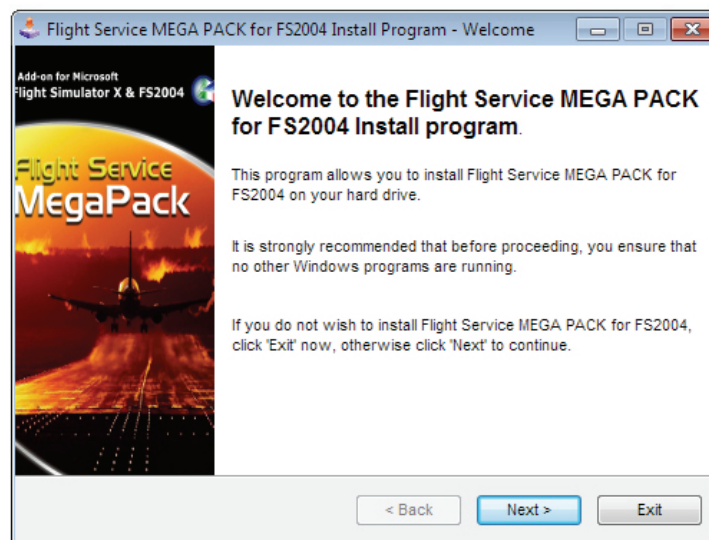 Flight Service MEGA PACK for FS2004 Install Program - Welcome
Add-on for Microsoft
Flight Simulator X & FS2004
Flight Service
MegaPack
Welcome to the Flight Service MEGA PACK
for FS2004 Install program.
This program allows you to install Flight Service MEGA PACK for
FS2004 on your hard drive.
It is strongly recommended that before proceeding, you ensure that
no other Windows programs are running.
If you do not wish to install Flight Service MEGA PACK for FS2004,
click 'Exit' now, otherwise click 'Next' to continue.
< Back
Next >
Exit